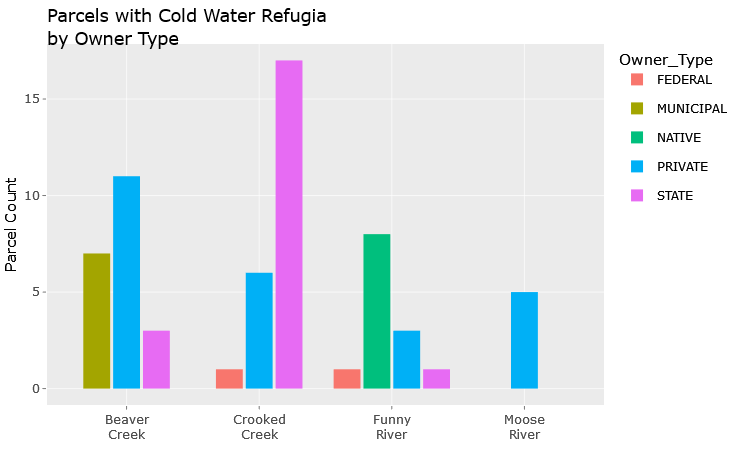 Parcels with Cold Water Refugia
by Owner Type
Parcel Count
15
10
5
0
Beaver
Creek
Crooked
Creek
Funny
River
Moose
River
Owner_Type
FEDERAL
MUNICIPAL
NATIVE
PRIVATE
STATE